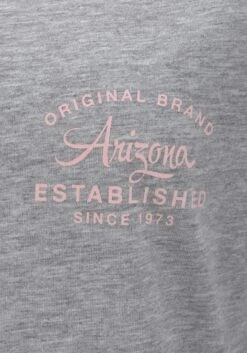 ORIGINAL BRAND
Arizona
ESTABLISHED
SINCE 1973